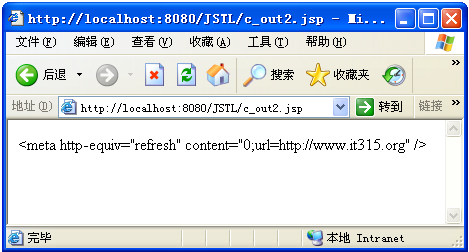 http://localhost:8080/JSTL/c_out2.jsp - Mi...
文件(F) 编辑(E) 查看(V) 收藏(A) 工具(T) 帮助(H) »
后退 搜索 收藏夹 »
地址(D) http://localhost:8080/JSTL/c_out2.jsp 转到 链接 »
<meta http-equiv="refresh" content="0;url=http://www.it315.org" />
完毕 本地 Intranet